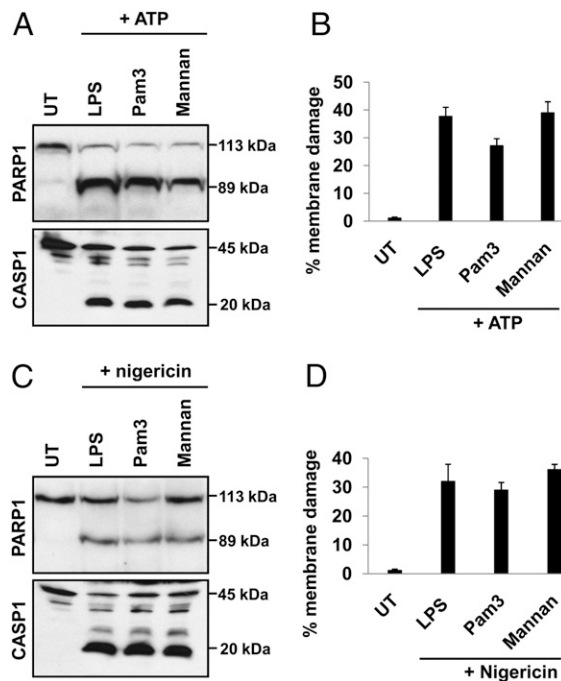 A
+ ATP
UT
LPS
Pam3
Mannan
PARP1
113 kDa
89 kDa
CASP1
45 kDa
20 kDa
B
% membrane damage
50
40
30
20
10
0
UT
LPS
Pam3
Mannan
+ ATP
C
+ nigericin
UT
LPS
Pam3
Mannan
PARP1
113 kDa
89 kDa
CASP1
45 kDa
20 kDa
D
% membrane damage
40
30
20
10
0
UT
LPS
Pam3
Mannan
+ Nigericin